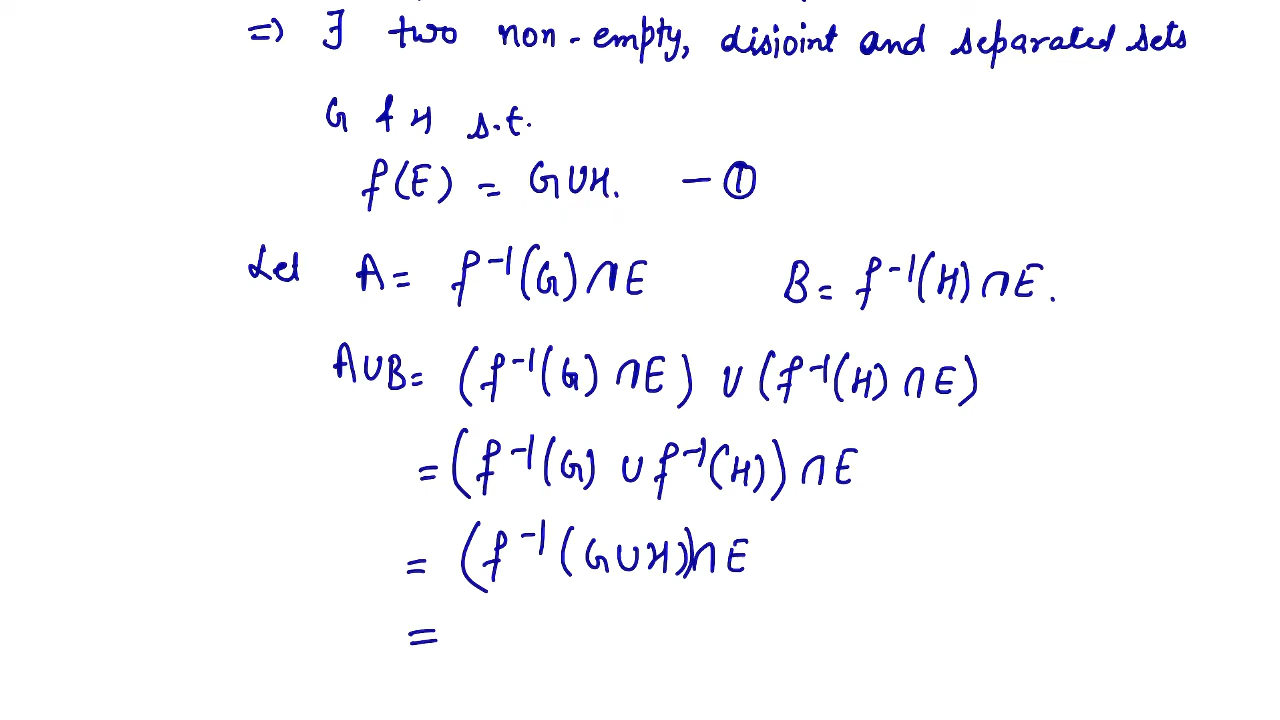 => ∃ two non-empty, disjoint and separated sets
G & H s.t.
f(E) = G∪H. — ①
Let A = f⁻¹(G)∩E B = f⁻¹(H)∩E.
A∪B = (f⁻¹(G)∩E) ∪ (f⁻¹(H)∩E)
= (f⁻¹(G) ∪ f⁻¹(H))∩E
= (f⁻¹(G∪H))∩E
=